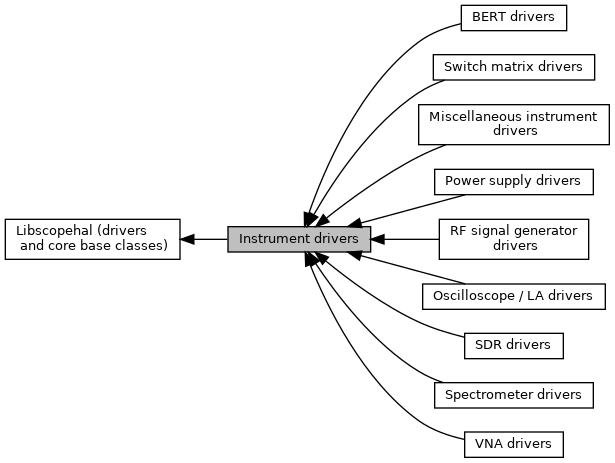 BERT drivers
Switch matrix drivers
Miscellaneous instrument
drivers
Power supply drivers
Libscopehal (drivers
and core base classes)
Instrument drivers
RF signal generator
drivers
Oscilloscope / LA drivers
SDR drivers
Spectrometer drivers
VNA drivers